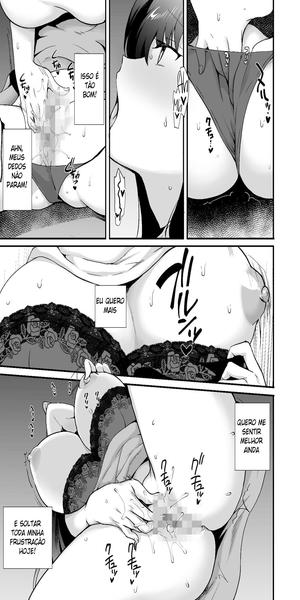 ISSO É
TÃO
BOM!
AHN,
MEUS
DEDOS
NÃO
PARAM!
EU QUERO
MAIS
QUERO ME
SENTIR
MELHOR
AINDA
E SOLTAR
TODA MINHA
FRUSTRAÇÃO
HOJE!